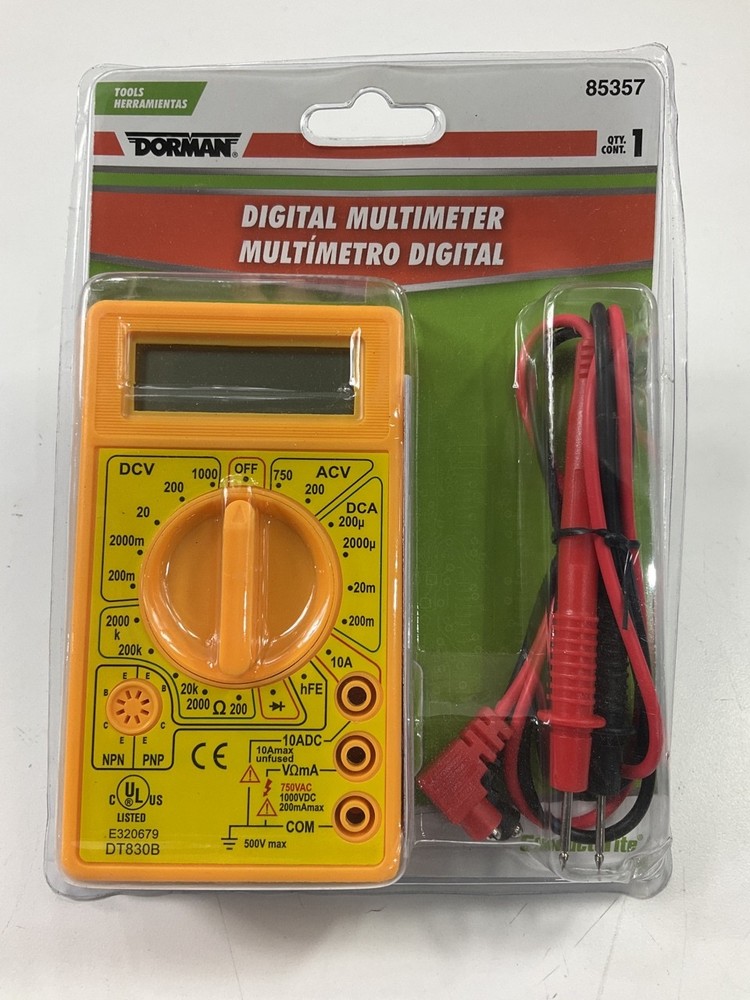 TOOLS
HERRAMIENTAS
85357
DORMAN®
QTY.
CONT. 1
DIGITAL MULTIMETER
MULTÍMETRO DIGITAL
DCV
1000
OFF
750
ACV
200
200
DCA
20
200µ
2000m
2000µ
200m
20m
2000
k
200m
200k
10A
20k
hFE
2000 Ω 200
E E
B B
C C
E E
NPN PNP
CE
10ADC
10Amax
unfused
VΩmA
750VAC
1000VDC
200mAmax
COM
500V max
C UL US
LISTED
E320679
DT830B